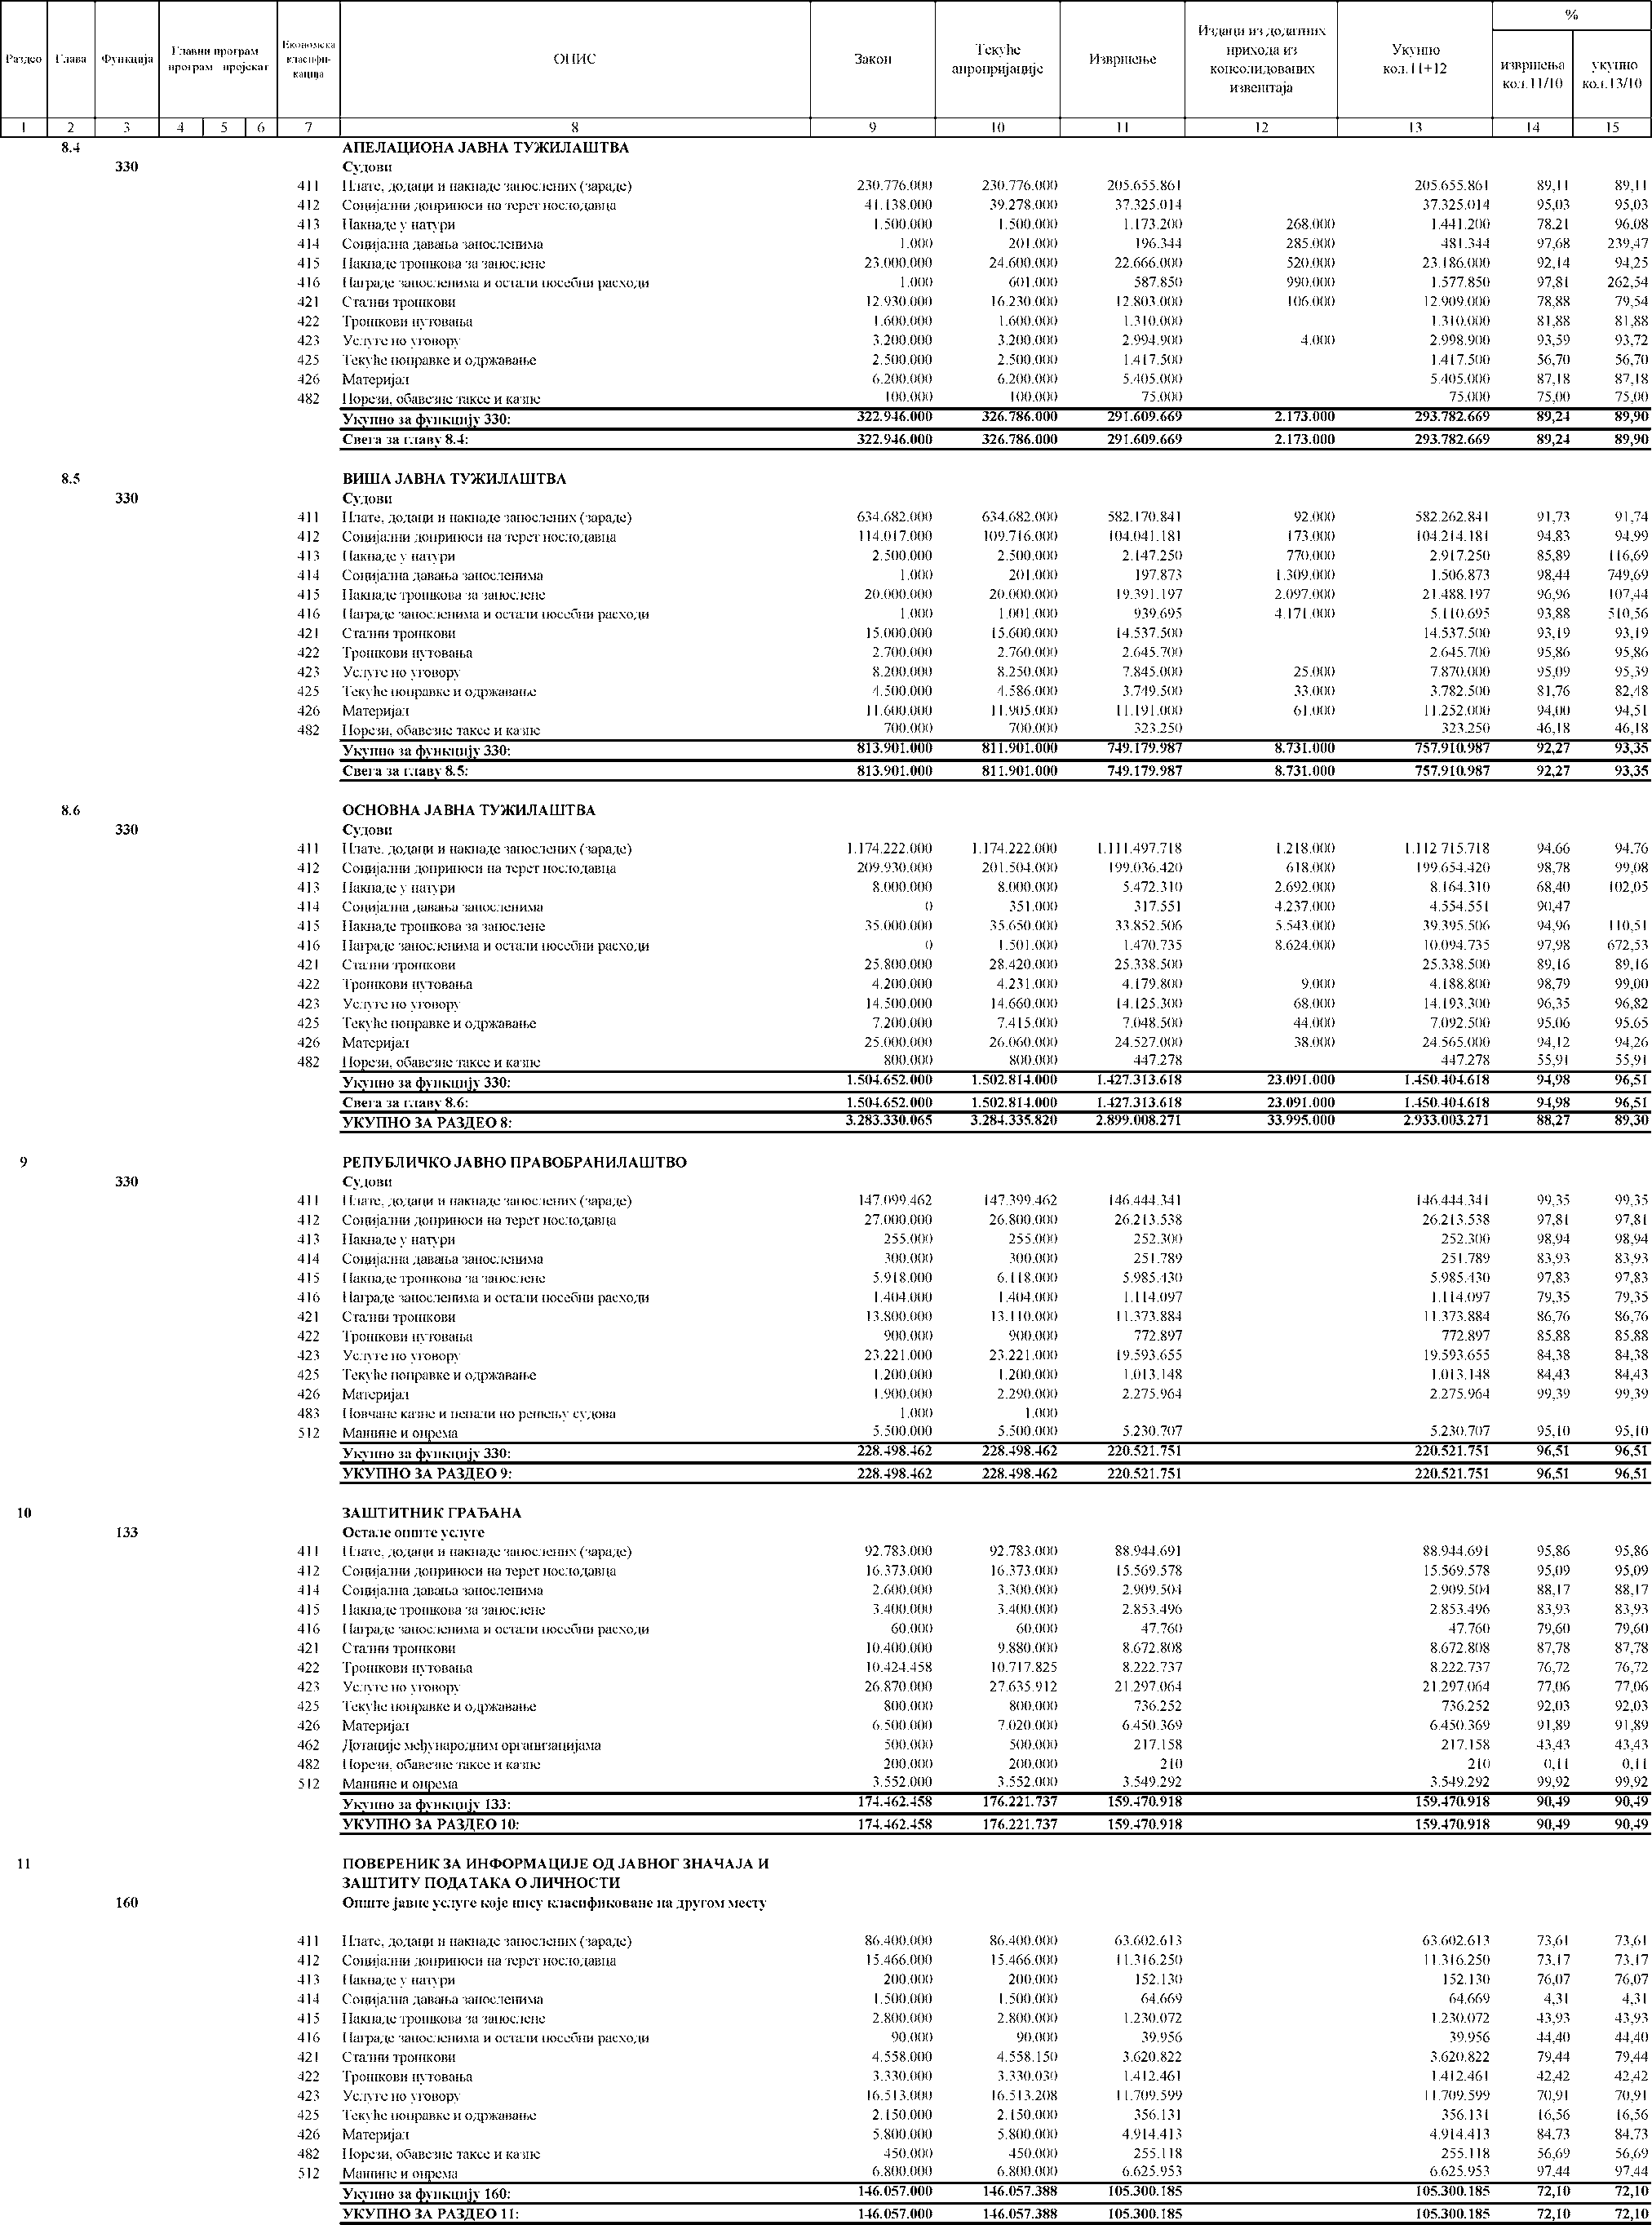 Раздео Глава Функција Главни програм програм пројекат Економска класифи-кација ОПИС Закон Текуће апропријације Извршење Издаци из додатних прихода из консолидованих извештаја Укупно кол.11+12 % извршења кол.11/10 укупно кол.13/10
1 2 3 4 5 6 7 8 9 10 11 12 13 14 15
8.4 АПЕЛАЦИОНА ЈАВНА ТУЖИЛАШТВА
330 Судови
411 Плате, додаци и накнаде запослених (зараде) 230.776.000 230.776.000 205.655.861 205.655.861 89,11 89,11
412 Социјални доприноси на терет послодавца 41.138.000 39.278.000 37.325.014 37.325.014 95,03 95,03
413 Накнаде у натури 1.500.000 1.500.000 1.173.200 268.000 1.441.200 78,21 96,08
414 Социјална давања запосленима 1.000 201.000 196.344 285.000 481.344 97,68 239,47
415 Накнаде трошкова за запослене 23.000.000 24.600.000 22.666.000 520.000 23.186.000 92,14 94,25
416 Награде запосленима и остали посебни расходи 1.000 601.000 587.850 990.000 1.577.850 97,81 262,54
421 Стални трошкови 12.930.000 16.230.000 12.803.000 106.000 12.909.000 78,88 79,54
422 Трошкови путовања 1.600.000 1.600.000 1.310.000 1.310.000 81,88 81,88
423 Услуге по уговору 3.200.000 3.200.000 2.994.900 4.000 2.998.900 93,59 93,72
425 Текуће поправке и одржавање 2.500.000 2.500.000 1.417.500 1.417.500 56,70 56,70
426 Материјал 6.200.000 6.200.000 5.405.000 5.405.000 87,18 87,18
482 Порези, обавезне таксе и казне 100.000 100.000 75.000 75.000 75,00 75,00
Укупно за функцију 330: 322.946.000 326.786.000 291.609.669 2.173.000 293.782.669 89,24 89,90
Свега за главу 8.4: 322.946.000 326.786.000 291.609.669 2.173.000 293.782.669 89,24 89,90
8.5 ВИША ЈАВНА ТУЖИЛАШТВА
330 Судови
411 Плате, додаци и накнаде запослених (зараде) 634.682.000 634.682.000 582.170.841 92.000 582.262.841 91,73 91,74
412 Социјални доприноси на терет послодавца 114.017.000 109.716.000 104.041.181 173.000 104.214.181 94,83 94,99
413 Накнаде у натури 2.500.000 2.500.000 2.147.250 770.000 2.917.250 85,89 116,69
414 Социјална давања запосленима 1.000 201.000 197.873 1.309.000 1.506.873 98,44 749,69
415 Накнаде трошкова за запослене 20.000.000 20.000.000 19.391.197 2.097.000 21.488.197 96,96 107,44
416 Награде запосленима и остали посебни расходи 1.000 1.001.000 939.695 4.171.000 5.110.695 93,88 510,56
421 Стални трошкови 15.000.000 15.600.000 14.537.500 14.537.500 93,19 93,19
422 Трошкови путовања 2.700.000 2.760.000 2.645.700 2.645.700 95,86 95,86
423 Услуге по уговору 8.200.000 8.250.000 7.845.000 25.000 7.870.000 95,09 95,39
425 Текуће поправке и одржавање 4.500.000 4.586.000 3.749.500 33.000 3.782.500 81,76 82,48
426 Материјал 11.600.000 11.905.000 11.191.000 61.000 11.252.000 94,00 94,51
482 Порези, обавезне таксе и казне 700.000 700.000 323.250 323.250 46,18 46,18
Укупно за функцију 330: 813.901.000 811.901.000 749.179.987 8.731.000 757.910.987 92,27 93,35
Свега за главу 8.5: 813.901.000 811.901.000 749.179.987 8.731.000 757.910.987 92,27 93,35
8.6 ОСНОВНА ЈАВНА ТУЖИЛАШТВА
330 Судови
411 Плате, додаци и накнаде запослених (зараде) 1.174.222.000 1.174.222.000 1.111.497.718 1.218.000 1.112.715.718 94,66 94,76
412 Социјални доприноси на терет послодавца 209.930.000 201.504.000 199.036.420 618.000 199.654.420 98,78 99,08
413 Накнаде у натури 8.000.000 8.000.000 5.472.310 2.692.000 8.164.310 68,40 102,05
414 Социјална давања запосленима 0 351.000 317.551 4.237.000 4.554.551 90,47
415 Накнаде трошкова за запослене 35.000.000 35.650.000 33.852.506 5.543.000 39.395.506 94,96 110,51
416 Награде запосленима и остали посебни расходи 0 1.501.000 1.470.735 8.624.000 10.094.735 97,98 672,53
421 Стални трошкови 25.800.000 28.420.000 25.338.500 25.338.500 89,16 89,16
422 Трошкови путовања 4.200.000 4.231.000 4.179.800 9.000 4.188.800 98,79 99,00
423 Услуге по уговору 14.500.000 14.660.000 14.125.300 68.000 14.193.300 96,35 96,82
425 Текуће поправке и одржавање 7.200.000 7.415.000 7.048.500 44.000 7.092.500 95,06 95,65
426 Материјал 25.000.000 26.060.000 24.527.000 38.000 24.565.000 94,12 94,26
482 Порези, обавезне таксе и казне 800.000 800.000 447.278 447.278 55,91 55,91
Укупно за функцију 330: 1.504.652.000 1.502.814.000 1.427.313.618 23.091.000 1.450.404.618 94,98 96,51
Свега за главу 8.6: 1.504.652.000 1.502.814.000 1.427.313.618 23.091.000 1.450.404.618 94,98 96,51
УКУПНО ЗА РАЗДЕО 8: 3.283.330.065 3.284.335.820 2.899.008.271 33.995.000 2.933.003.271 88,27 89,30
9 РЕПУБЛИЧКО ЈАВНО ПРАВОБРАНИЛАШТВО
330 Судови
411 Плате, додаци и накнаде запослених (зараде) 147.099.462 147.399.462 146.444.341 146.444.341 99,35 99,35
412 Социјални доприноси на терет послодавца 27.000.000 26.800.000 26.213.538 26.213.538 97,81 97,81
413 Накнаде у натури 255.000 255.000 252.300 252.300 98,94 98,94
414 Социјална давања запосленима 300.000 300.000 251.789 251.789 83,93 83,93
415 Накнаде трошкова за запослене 5.918.000 6.118.000 5.985.430 5.985.430 97,83 97,83
416 Награде запосленима и остали посебни расходи 1.404.000 1.404.000 1.114.097 1.114.097 79,35 79,35
421 Стални трошкови 13.800.000 13.110.000 11.373.884 11.373.884 86,76 86,76
422 Трошкови путовања 900.000 900.000 772.897 772.897 85,88 85,88
423 Услуге по уговору 23.221.000 23.221.000 19.593.655 19.593.655 84,38 84,38
425 Текуће поправке и одржавање 1.200.000 1.200.000 1.013.148 1.013.148 84,43 84,43
426 Материјал 1.900.000 2.290.000 2.275.964 2.275.964 99,39 99,39
483 Новчане казне и пенали по решењу судова 1.000 1.000
512 Машине и опрема 5.500.000 5.500.000 5.230.707 5.230.707 95,10 95,10
Укупно за функцију 330: 228.498.462 228.498.462 220.521.751 220.521.751 96,51 96,51
УКУПНО ЗА РАЗДЕО 9: 228.498.462 228.498.462 220.521.751 220.521.751 96,51 96,51
10 ЗАШТИТНИК ГРАЂАНА
133 Остале опште услуге
411 Плате, додаци и накнаде запослених (зараде) 92.783.000 92.783.000 88.944.691 88.944.691 95,86 95,86
412 Социјални доприноси на терет послодавца 16.373.000 16.373.000 15.569.578 15.569.578 95,09 95,09
414 Социјална давања запосленима 2.600.000 3.300.000 2.909.504 2.909.504 88,17 88,17
415 Накнаде трошкова за запослене 3.400.000 3.400.000 2.853.496 2.853.496 83,93 83,93
416 Награде запосленима и остали посебни расходи 60.000 60.000 47.760 47.760 79,60 79,60
421 Стални трошкови 10.400.000 9.880.000 8.672.808 8.672.808 87,78 87,78
422 Трошкови путовања 10.424.458 10.717.825 8.222.737 8.222.737 76,72 76,72
423 Услуге по уговору 26.870.000 27.635.912 21.297.064 21.297.064 77,06 77,06
425 Текуће поправке и одржавање 800.000 800.000 736.252 736.252 92,03 92,03
426 Материјал 6.500.000 7.020.000 6.450.369 6.450.369 91,89 91,89
462 Дотације међународним организацијама 500.000 500.000 217.158 217.158 43,43 43,43
482 Порези, обавезне таксе и казне 200.000 200.000 210 210 0,11 0,11
512 Машине и опрема 3.552.000 3.552.000 3.549.292 3.549.292 99,92 99,92
Укупно за функцију 133: 174.462.458 176.221.737 159.470.918 159.470.918 90,49 90,49
УКУПНО ЗА РАЗДЕО 10: 174.462.458 176.221.737 159.470.918 159.470.918 90,49 90,49
11 ПОВЕРЕНИК ЗА ИНФОРМАЦИЈЕ ОД ЈАВНОГ ЗНАЧАЈА И
ЗАШТИТУ ПОДАТАКА О ЛИЧНОСТИ
160 Опште јавне услуге које нису класификоване на другом месту
411 Плате, додаци и накнаде запослених (зараде) 86.400.000 86.400.000 63.602.613 63.602.613 73,61 73,61
412 Социјални доприноси на терет послодавца 15.466.000 15.466.000 11.316.250 11.316.250 73,17 73,17
413 Накнаде у натури 200.000 200.000 152.130 152.130 76,07 76,07
414 Социјална давања запосленима 1.500.000 1.500.000 64.669 64.669 4,31 4,31
415 Накнаде трошкова за запослене 2.800.000 2.800.000 1.230.072 1.230.072 43,93 43,93
416 Награде запосленима и остали посебни расходи 90.000 90.000 39.956 39.956 44,40 44,40
421 Стални трошкови 4.558.000 4.558.150 3.620.822 3.620.822 79,44 79,44
422 Трошкови путовања 3.330.000 3.330.030 1.412.461 1.412.461 42,42 42,42
423 Услуге по уговору 16.513.000 16.513.208 11.709.599 11.709.599 70,91 70,91
425 Текуће поправке и одржавање 2.150.000 2.150.000 356.131 356.131 16,56 16,56
426 Материјал 5.800.000 5.800.000 4.914.413 4.914.413 84,73 84,73
482 Порези, обавезне таксе и казне 450.000 450.000 255.118 255.118 56,69 56,69
512 Машине и опрема 6.800.000 6.800.000 6.625.953 6.625.953 97,44 97,44
Укупно за функцију 160: 146.057.000 146.057.388 105.300.185 105.300.185 72,10 72,10
УКУПНО ЗА РАЗДЕО 11: 146.057.000 146.057.388 105.300.185 105.300.185 72,10 72,10